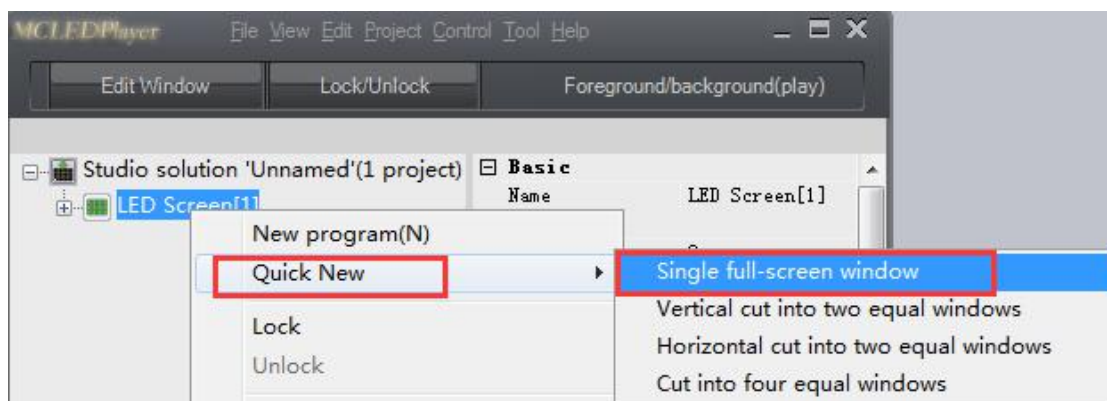 MCLEDPlayer File View Edit Project Control Tool Help
Edit Window Lock/Unlock Foreground/background(play)
Studio solution 'Unnamed'(1 project) Basic
LED Screen[1] Name LED Screen[1]
New program(N)
Quick New Single full-screen window
Vertical cut into two equal windows
Lock
Horizontal cut into two equal windows
Unlock
Cut into four equal windows